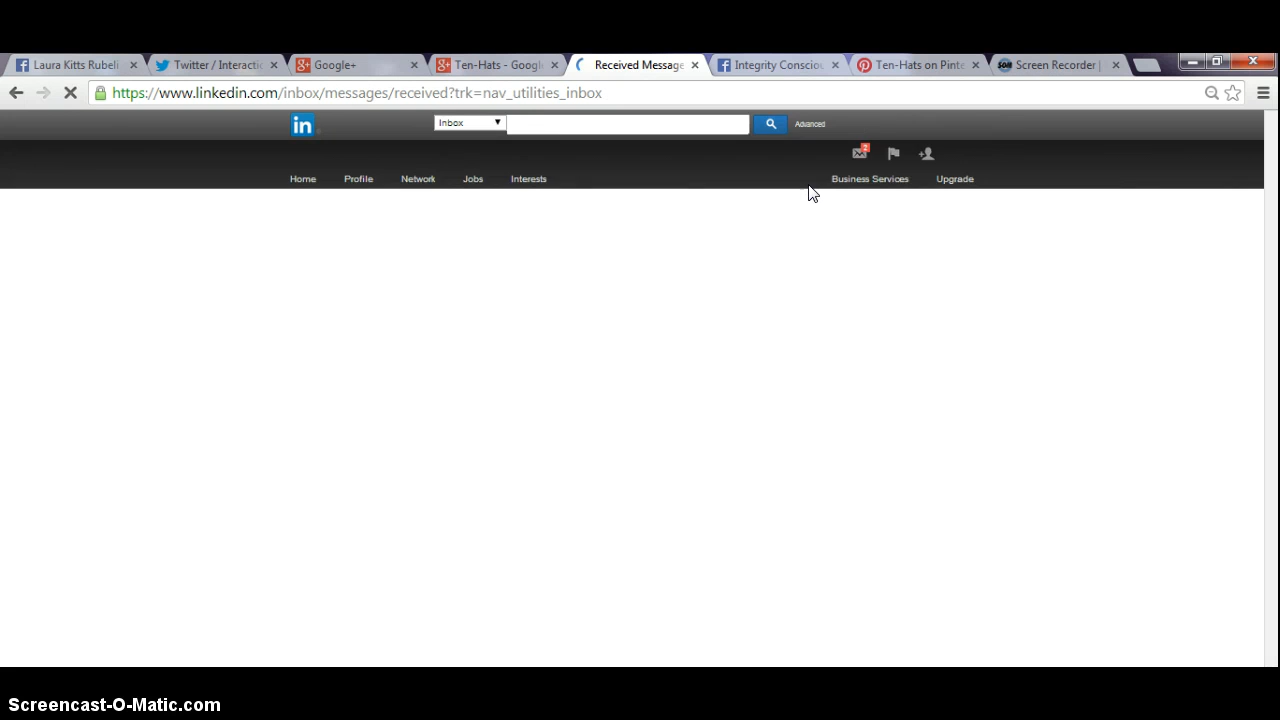 Laura Kitts Rubeli
Twitter / Interactic
Google+
Ten-Hats - Google
Received Message
Integrity Consciou
Ten-Hats on Pinte
Screen Recorder |
https://www.linkedin.com/inbox/messages/received?trk=nav_utilities_inbox
in
Inbox
Advanced
2
Home Profile Network Jobs Interests Business Services Upgrade
Screencast-O-Matic.com